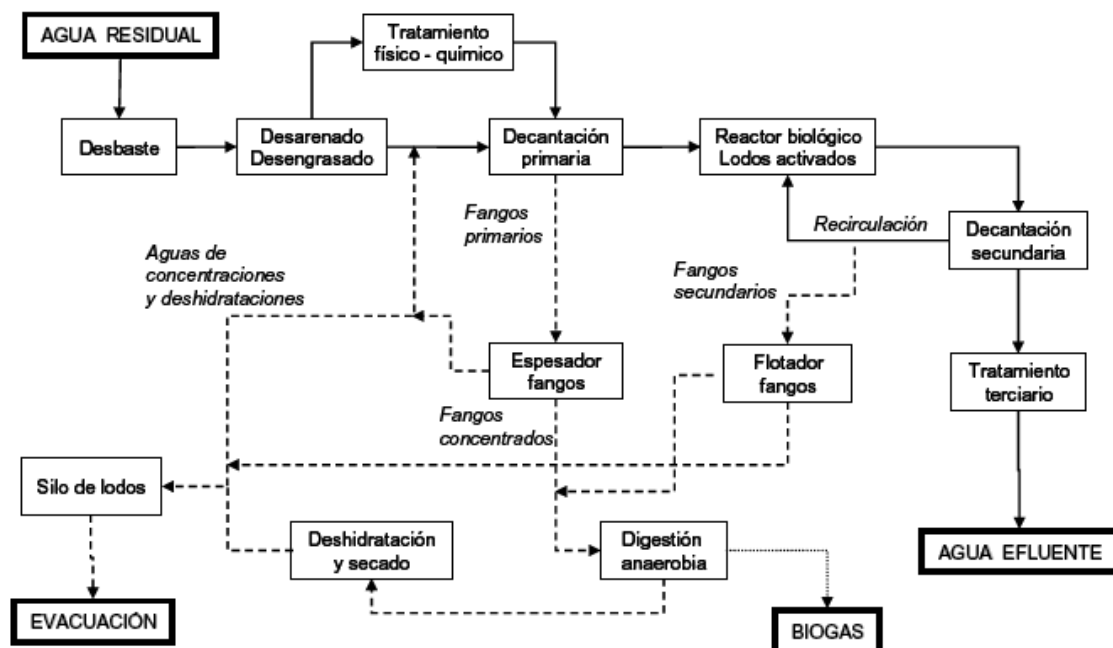 AGUA RESIDUAL
Tratamiento
físico - químico
Desbaste
Desarenado
Desengrasado
Decantación
primaria
Reactor biológico
Lodos activados
Fangos
primarios
Recirculación
Decantación
secundaria
Aguas de
concentraciones
y deshidrataciones
Fangos
secundarios
Espesador
fangos
Flotador
fangos
Tratamiento
terciario
Fangos
concentrados
Silo de lodos
Deshidratación
y secado
Digestión
anaerobia
AGUA EFLUENTE
EVACUACIÓN
BIOGAS